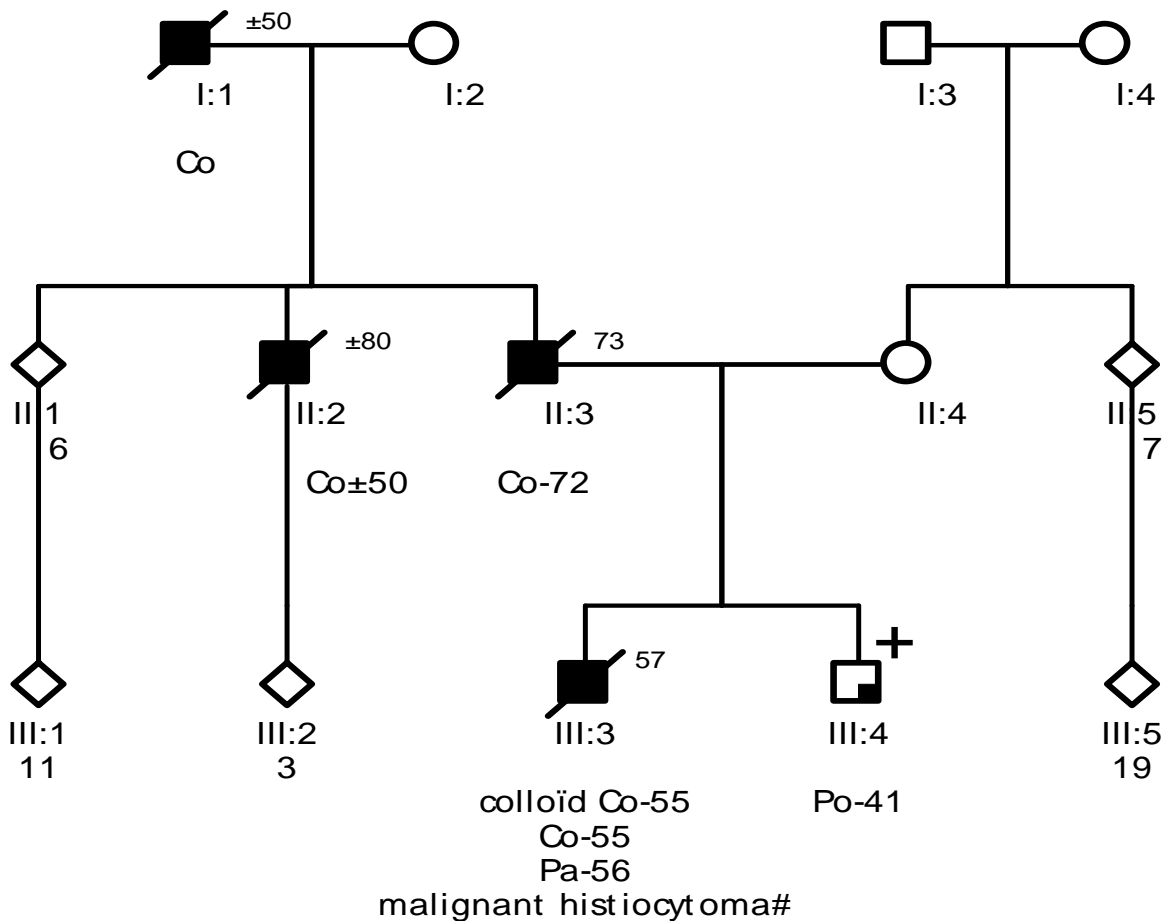 ±50
I:1
I:2
I:3
I:4
Co
±80
73
II:1
II:2
II:3
II:4
II:5
6
7
Co±50
Co-72
57
+
III:1
III:2
III:3
III:4
III:5
11
3
19
colloïd Co-55
Po-41
Co-55
Pa-56
malignant histiocytoma#